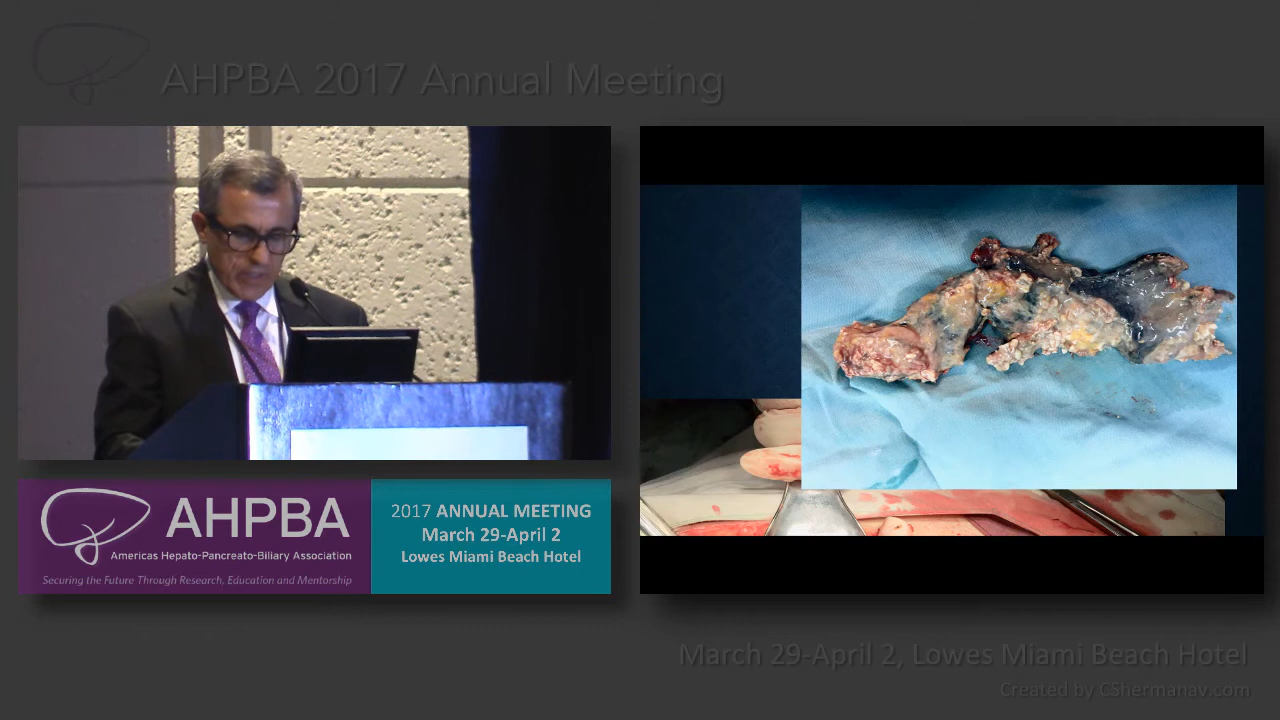 AHPBA 2017 Annual Meeting
AHPBA
Americas Hepato-Pancreato-Biliary Association
Securing the Future Through Research, Education and Mentorship
2017 ANNUAL MEETING
March 29-April 2
Lowes Miami Beach Hotel
March 29-April 2, Lowes Miami Beach Hotel
Created by CShermanav.com